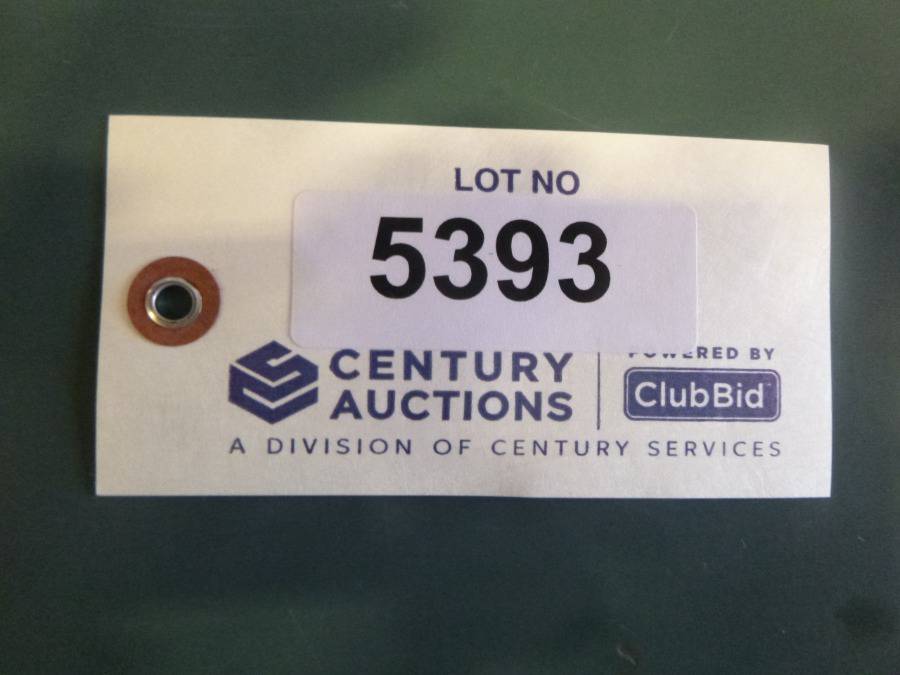 LOT NO
5393
CENTURY
AUCTIONS
POWERED BY
ClubBid
A DIVISION OF CENTURY SERVICES